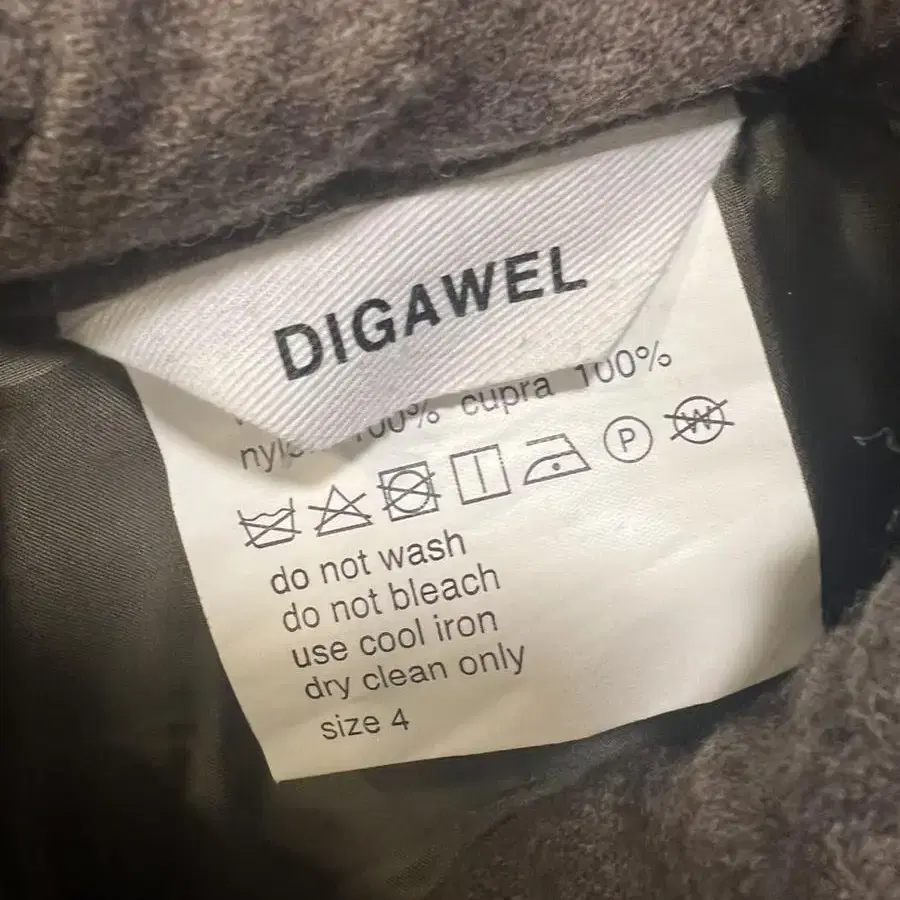 DIGAWEL
100% cupra 100%
P W
do not wash
do not bleach
use cool iron
dry clean only
size 4